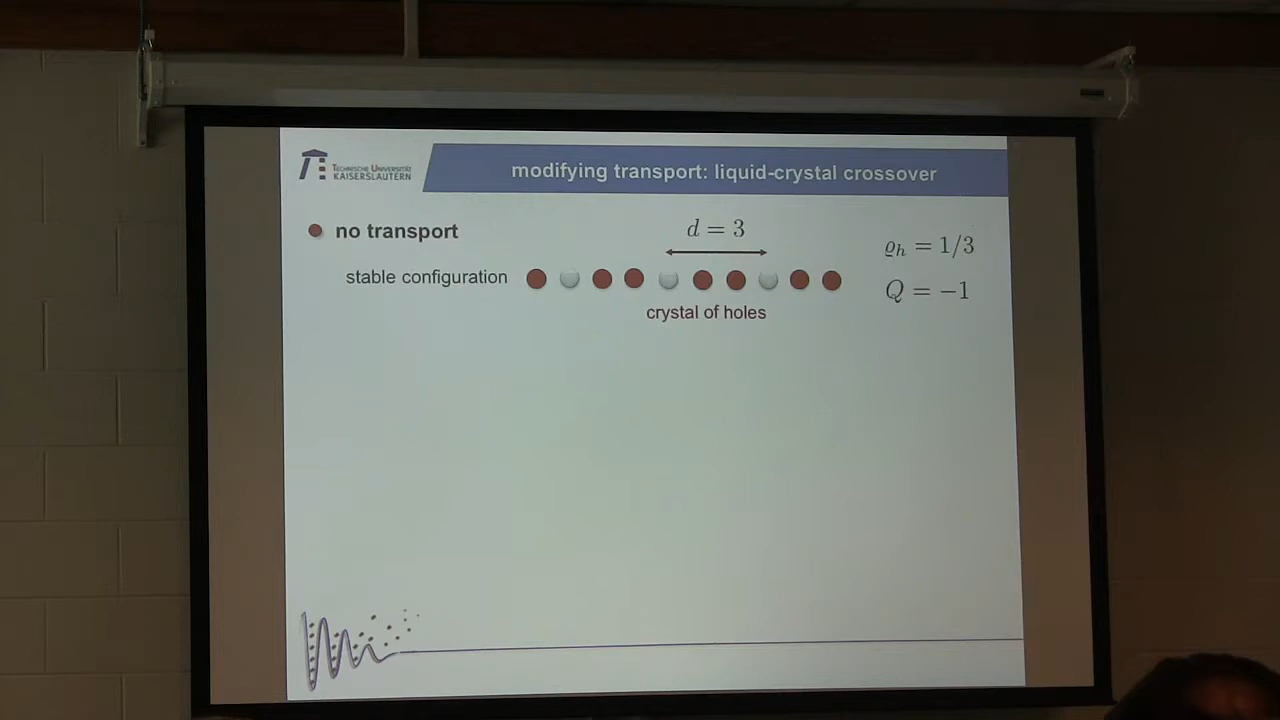 TECHNISCHE UNIVERSITÄT
KAISERSLAUTERN
modifying transport: liquid-crystal crossover
no transport
d = 3
ϱh = 1/3
stable configuration
Q = −1
crystal of holes